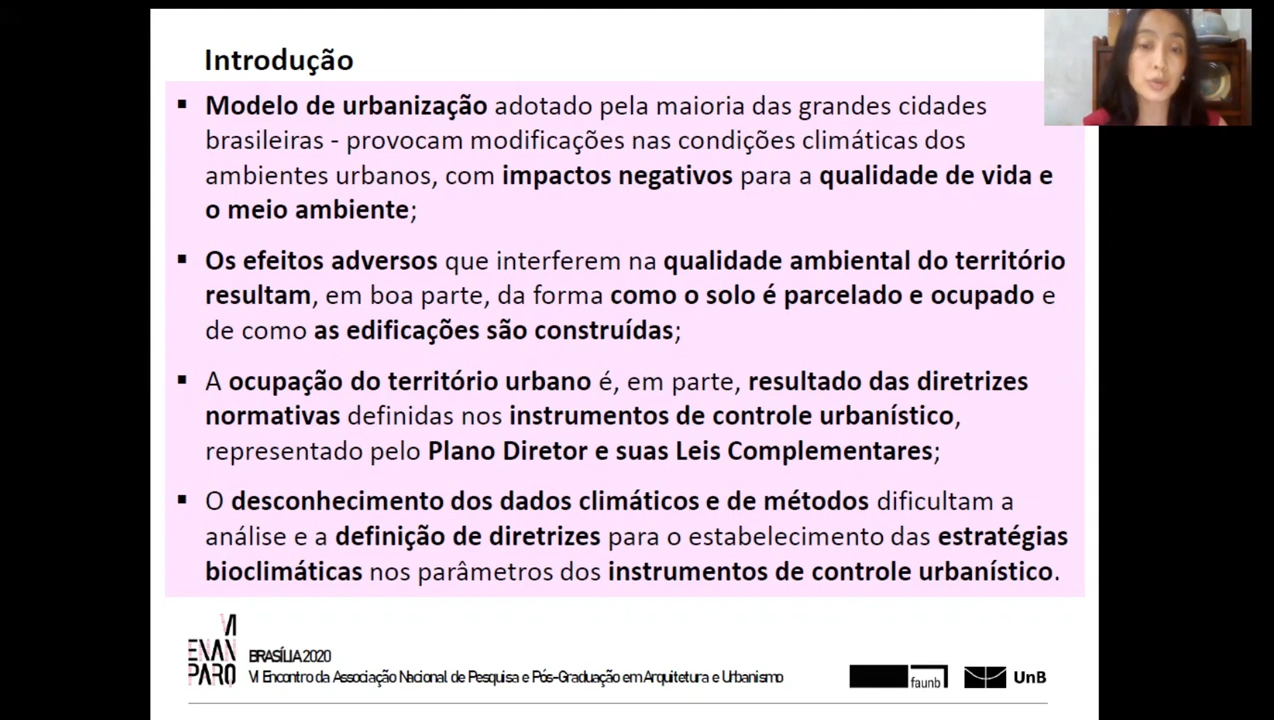 Introdução
▪ Modelo de urbanização adotado pela maioria das grandes cidades
brasileiras - provocam modificações nas condições climáticas dos
ambientes urbanos, com impactos negativos para a qualidade de vida e
o meio ambiente;
▪ Os efeitos adversos que interferem na qualidade ambiental do território
resultam, em boa parte, da forma como o solo é parcelado e ocupado e
de como as edificações são construídas;
▪ A ocupação do território urbano é, em parte, resultado das diretrizes
normativas definidas nos instrumentos de controle urbanístico,
representado pelo Plano Diretor e suas Leis Complementares;
▪ O desconhecimento dos dados climáticos e de métodos dificultam a
análise e a definição de diretrizes para o estabelecimento das estratégias
bioclimáticas nos parâmetros dos instrumentos de controle urbanístico.
VI
ENAN
PARQ
BRASÍLIA 2020
VI Encontro da Associação Nacional de Pesquisa e Pós-Graduação em Arquitetura e Urbanismo
faunb
UnB